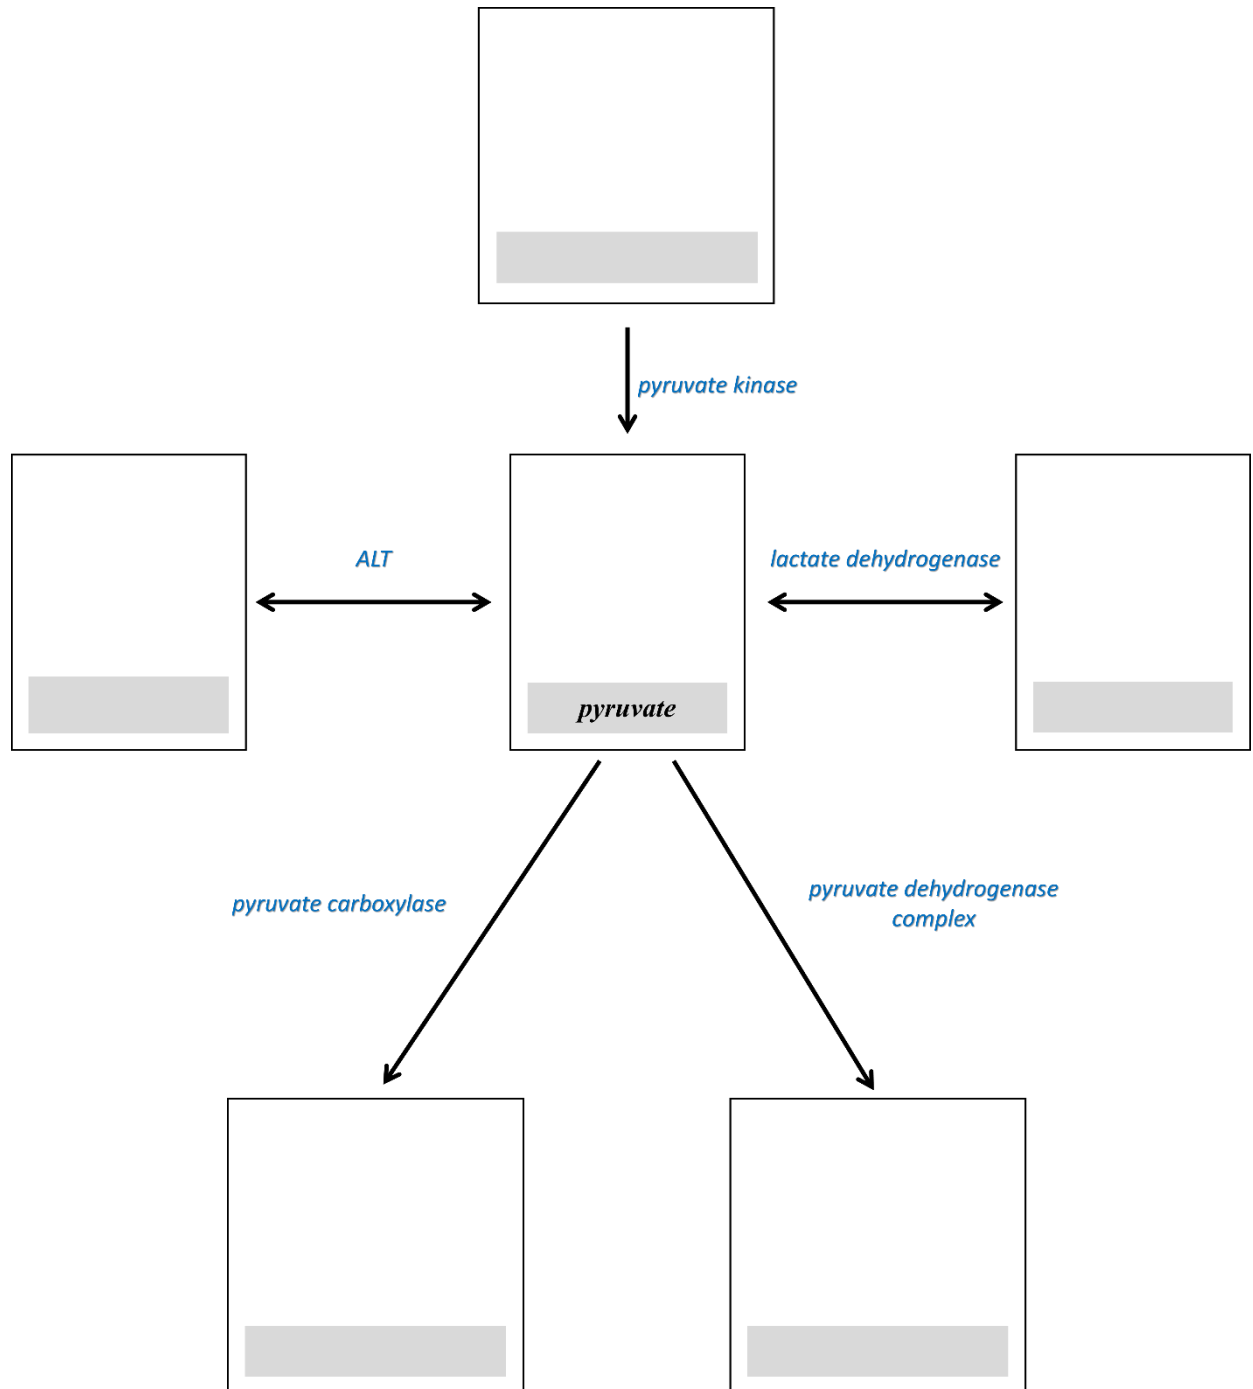 pyruvate kinase
ALT
lactate dehydrogenase
pyruvate
pyruvate carboxylase
pyruvate dehydrogenase
complex